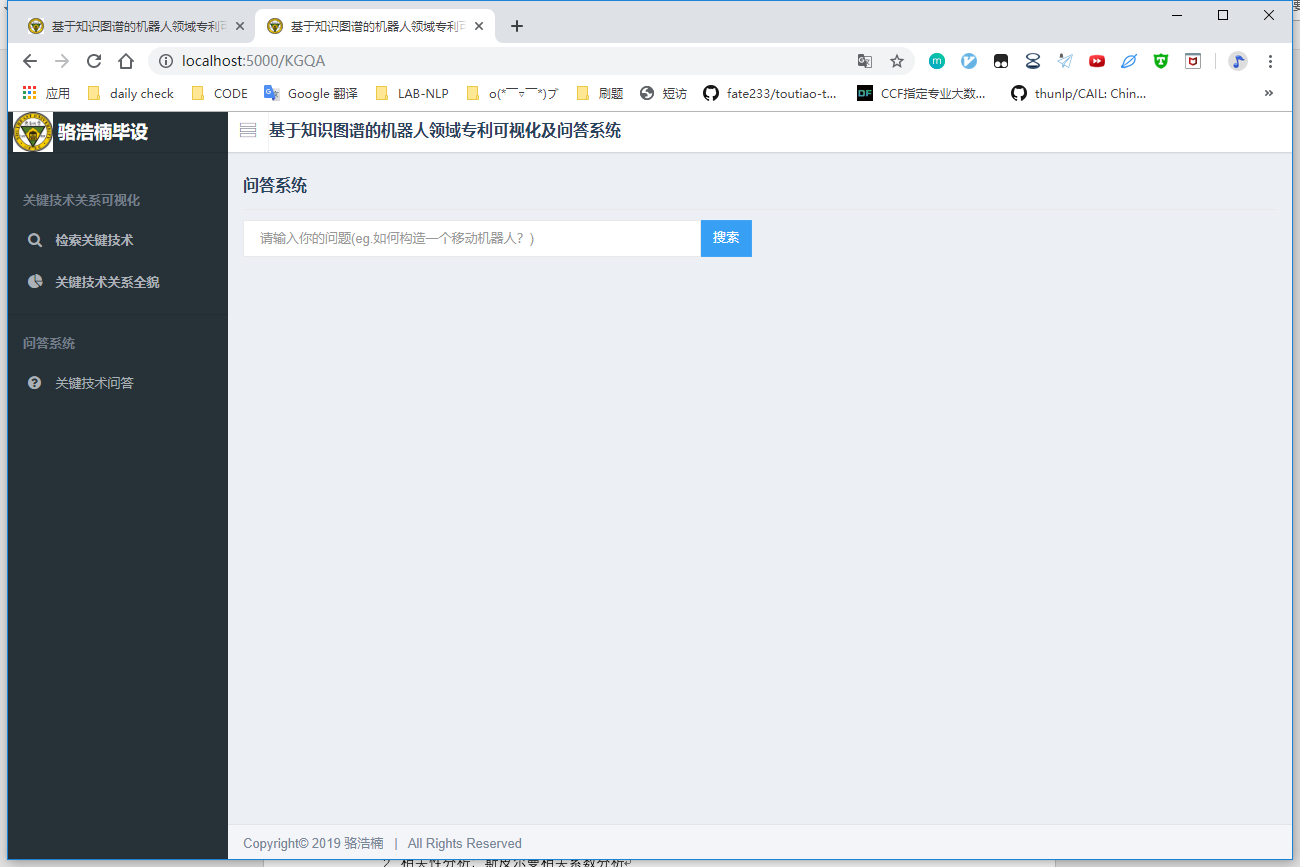 基于知识图谱的机器人领域专利可
基于知识图谱的机器人领域专利可
localhost:5000/KGQA
应用 daily check CODE Google 翻译 LAB-NLP o(*￣▽￣*)ブ 刷题 短访 fate233/toutiao-t... CCF指定专业大数... thunlp/CAIL: Chin... »
骆浩楠毕设
基于知识图谱的机器人领域专利可视化及问答系统
关键技术关系可视化
检索关键技术
关键技术关系全貌
问答系统
关键技术问答
问答系统
请输入你的问题(eg.如何构造一个移动机器人？)
搜索
Copyright© 2019 骆浩楠 | All Rights Reserved